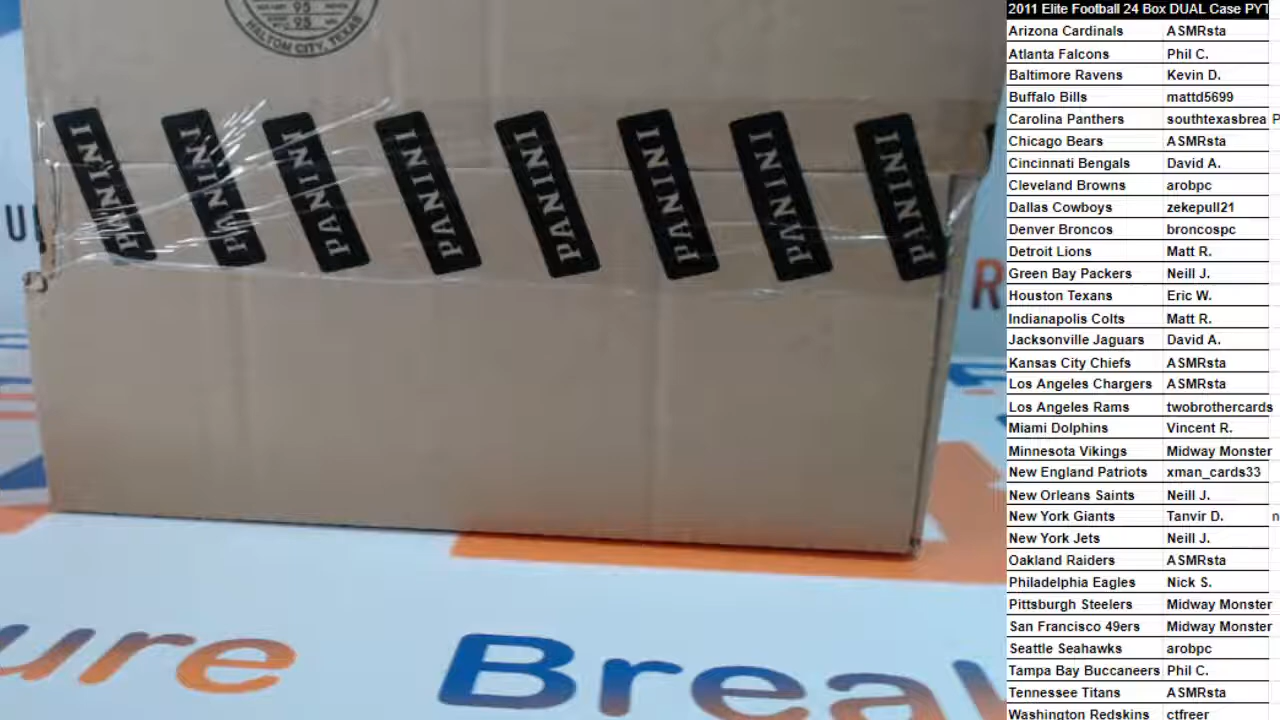 95
95
HALTOM CITY, TEXAS
PANINI PANINI PANINI PANINI PANINI PANINI PANINI PANINI
U
R
ure Brea
2011 Elite Football 24 Box DUAL Case PYT
Arizona Cardinals ASMRsta
Atlanta Falcons Phil C.
Baltimore Ravens Kevin D.
Buffalo Bills mattd5699
Carolina Panthers southtexasbrea P
Chicago Bears ASMRsta
Cincinnati Bengals David A.
Cleveland Browns arobpc
Dallas Cowboys zekepull21
Denver Broncos broncospc
Detroit Lions Matt R.
Green Bay Packers Neill J.
Houston Texans Eric W.
Indianapolis Colts Matt R.
Jacksonville Jaguars David A.
Kansas City Chiefs ASMRsta
Los Angeles Chargers ASMRsta
Los Angeles Rams twobrothercards
Miami Dolphins Vincent R.
Minnesota Vikings Midway Monster
New England Patriots xman_cards33
New Orleans Saints Neill J.
New York Giants Tanvir D. n
New York Jets Neill J.
Oakland Raiders ASMRsta
Philadelphia Eagles Nick S.
Pittsburgh Steelers Midway Monster
San Francisco 49ers Midway Monster
Seattle Seahawks arobpc
Tampa Bay Buccaneers Phil C.
Tennessee Titans ASMRsta
Washington Redskins ctfreer